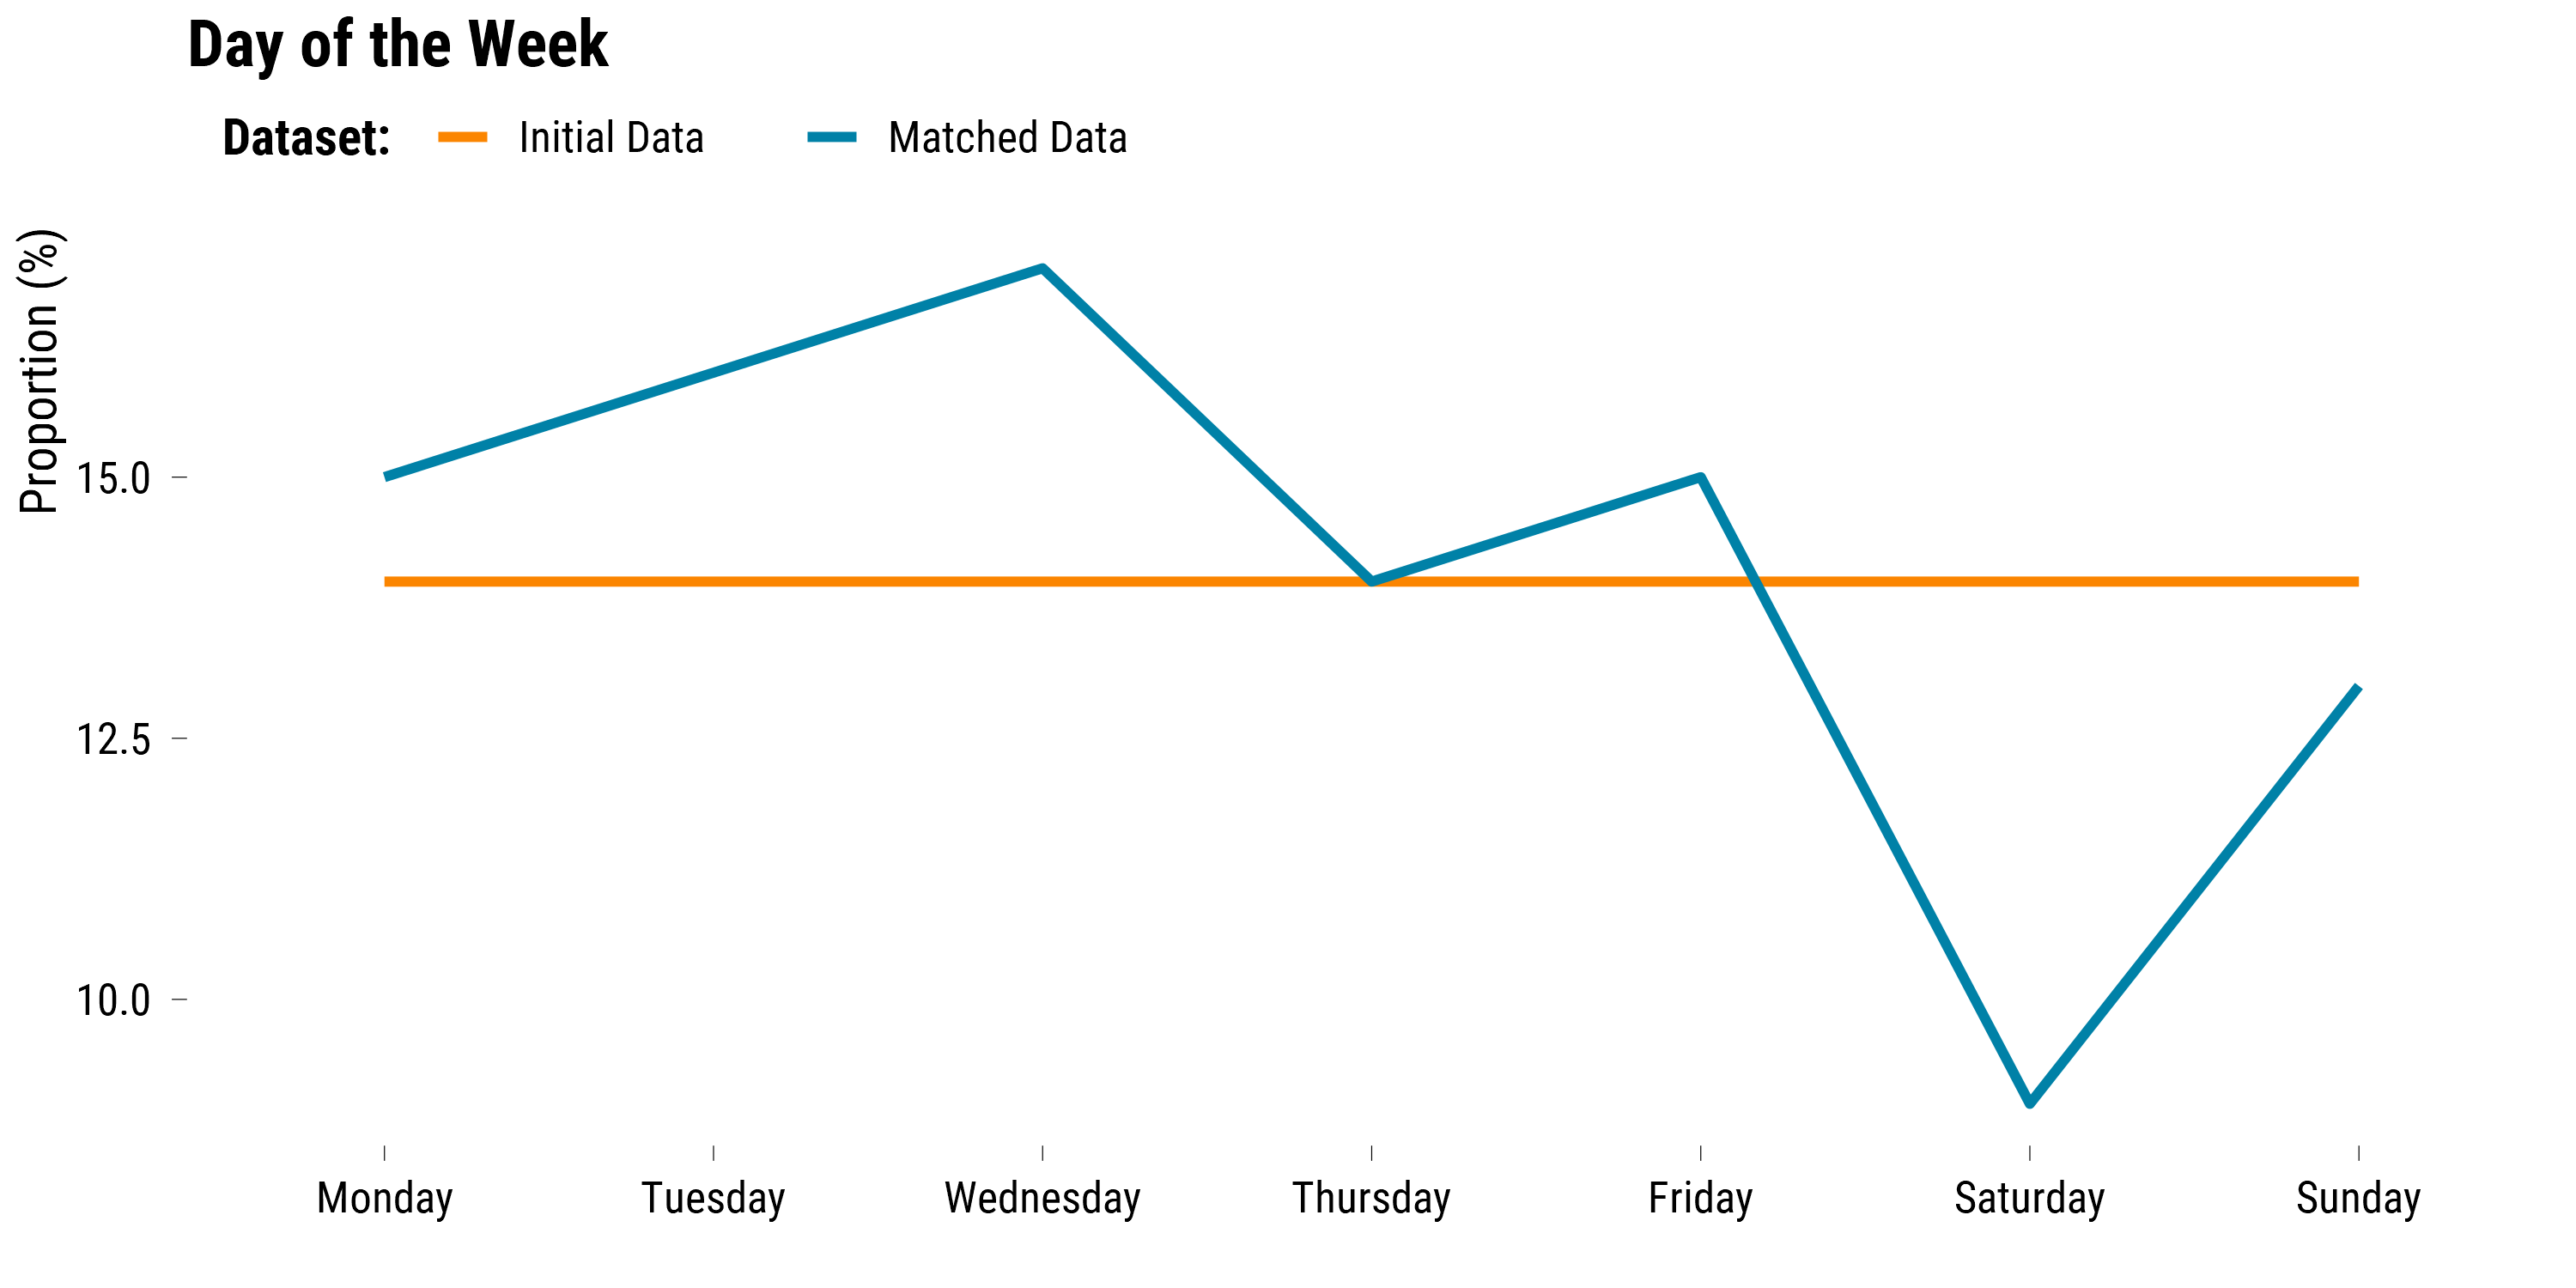 Day of the Week
Dataset: Initial Data Matched Data
Proportion (%)
15.0
12.5
10.0
Monday Tuesday Wednesday Thursday Friday Saturday Sunday